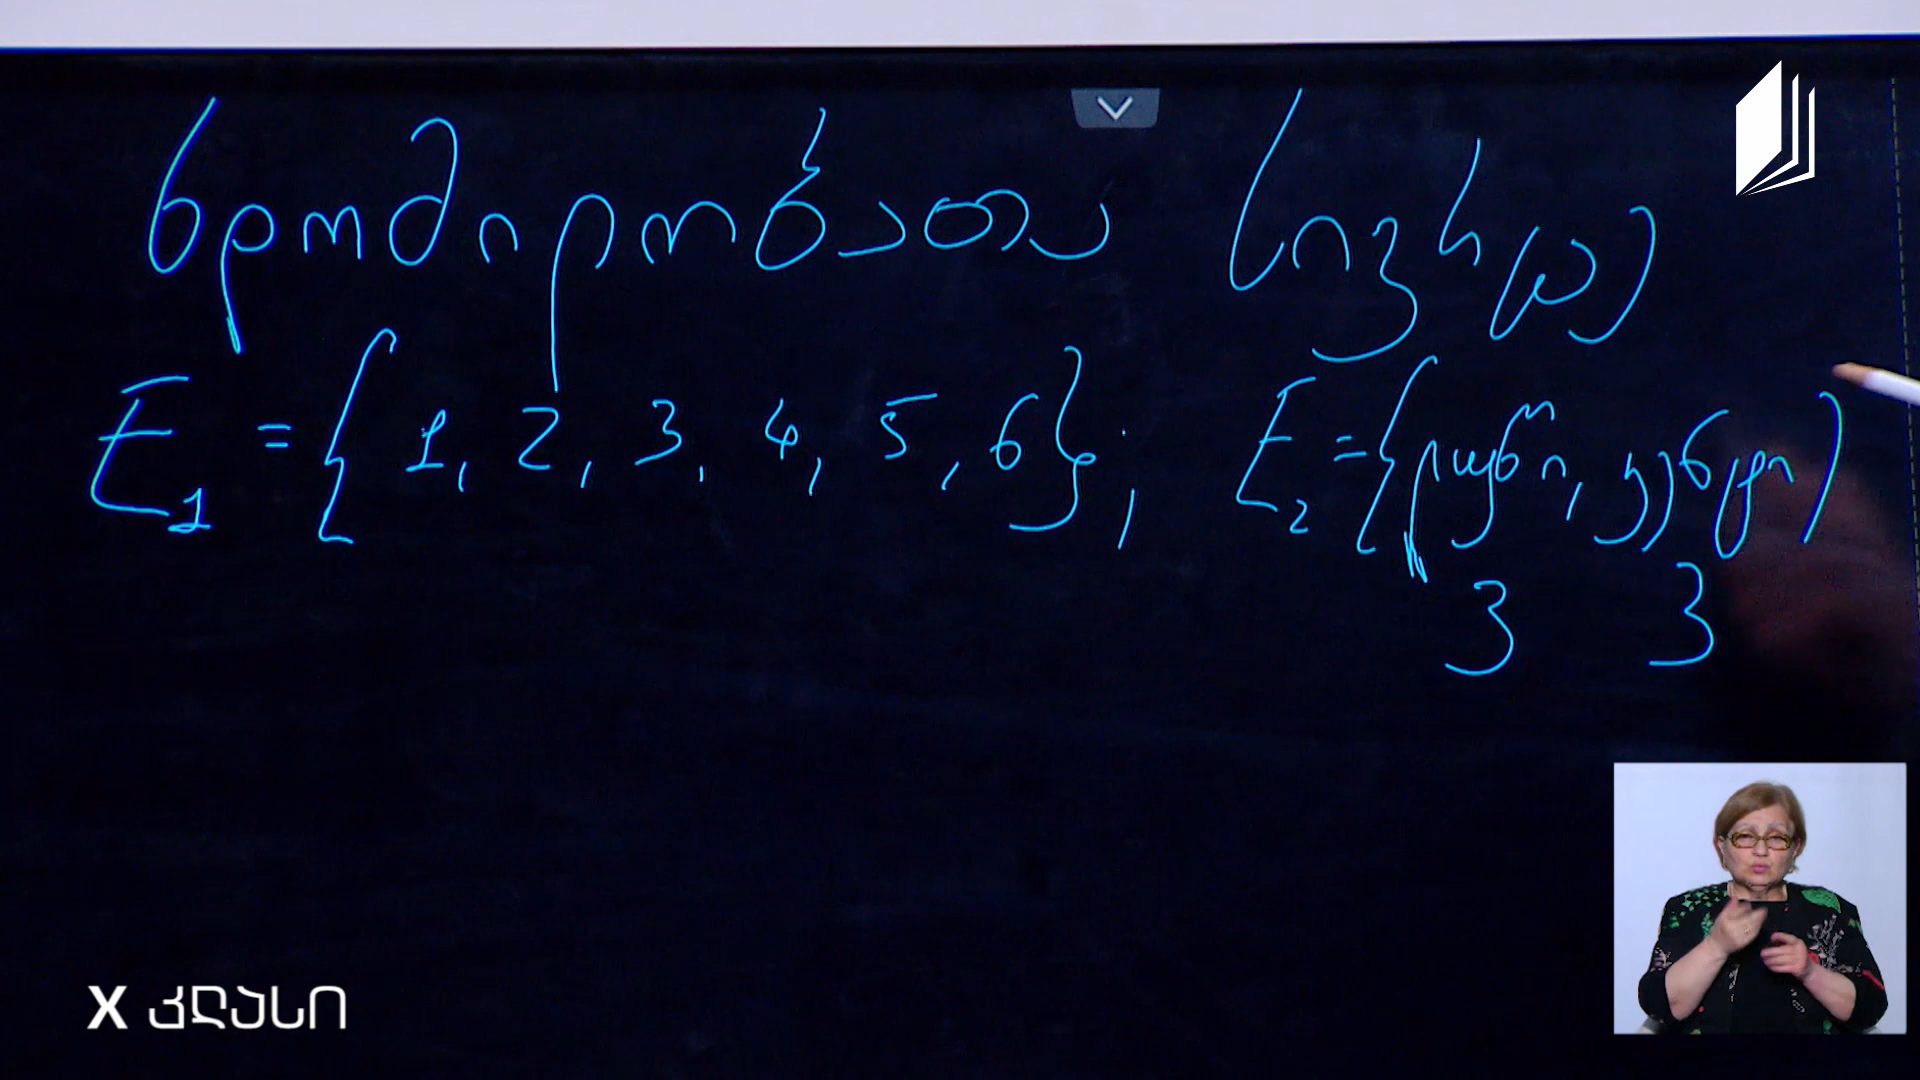 ხდომილობათა სივრცე
E₁ = { 1, 2, 3, 4, 5, 6 } ; E₂ = {ლუწი, კენტი }
3 3
X კლასი